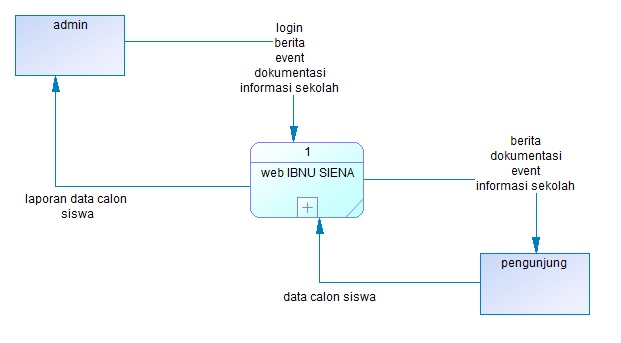 admin
login
berita
event
dokumentasi
informasi sekolah
1
web IBNU SIENA
berita
dokumentasi
event
informasi sekolah
laporan data calon
siswa
pengunjung
data calon siswa